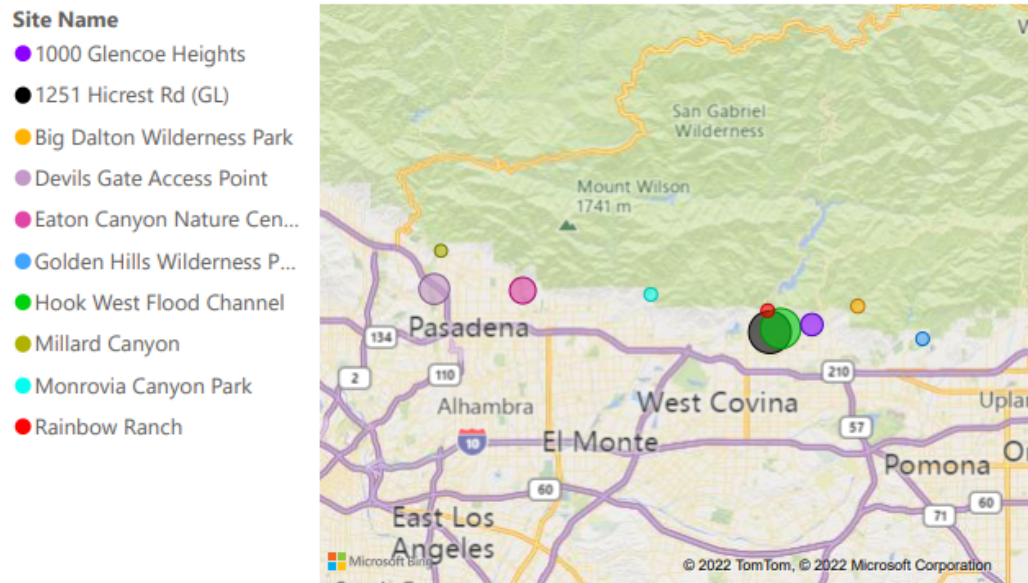 Site Name
1000 Glencoe Heights
1251 Hicrest Rd (GL)
Big Dalton Wilderness Park
Devils Gate Access Point
Eaton Canyon Nature Cen...
Golden Hills Wilderness P...
Hook West Flood Channel
Millard Canyon
Monrovia Canyon Park
Rainbow Ranch
W
San Gabriel
Wilderness
Mount Wilson
1741 m
Pasadena
134
2
110
210
Alhambra
West Covina
Uplan
10
El Monte
57
Pomona
On
60
60
71
East Los
Angeles
Microsoft Bing
© 2022 TomTom, © 2022 Microsoft Corporation